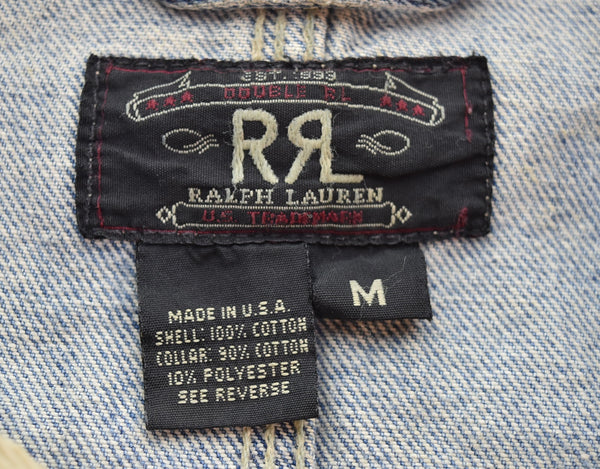 EST. 1993
DOUBLE RL
RRL
RALPH LAUREN
U.S. TRADEMARK
M
MADE IN U.S.A.
SHELL: 100% COTTON
COLLAR: 90% COTTON
10% POLYESTER
SEE REVERSE